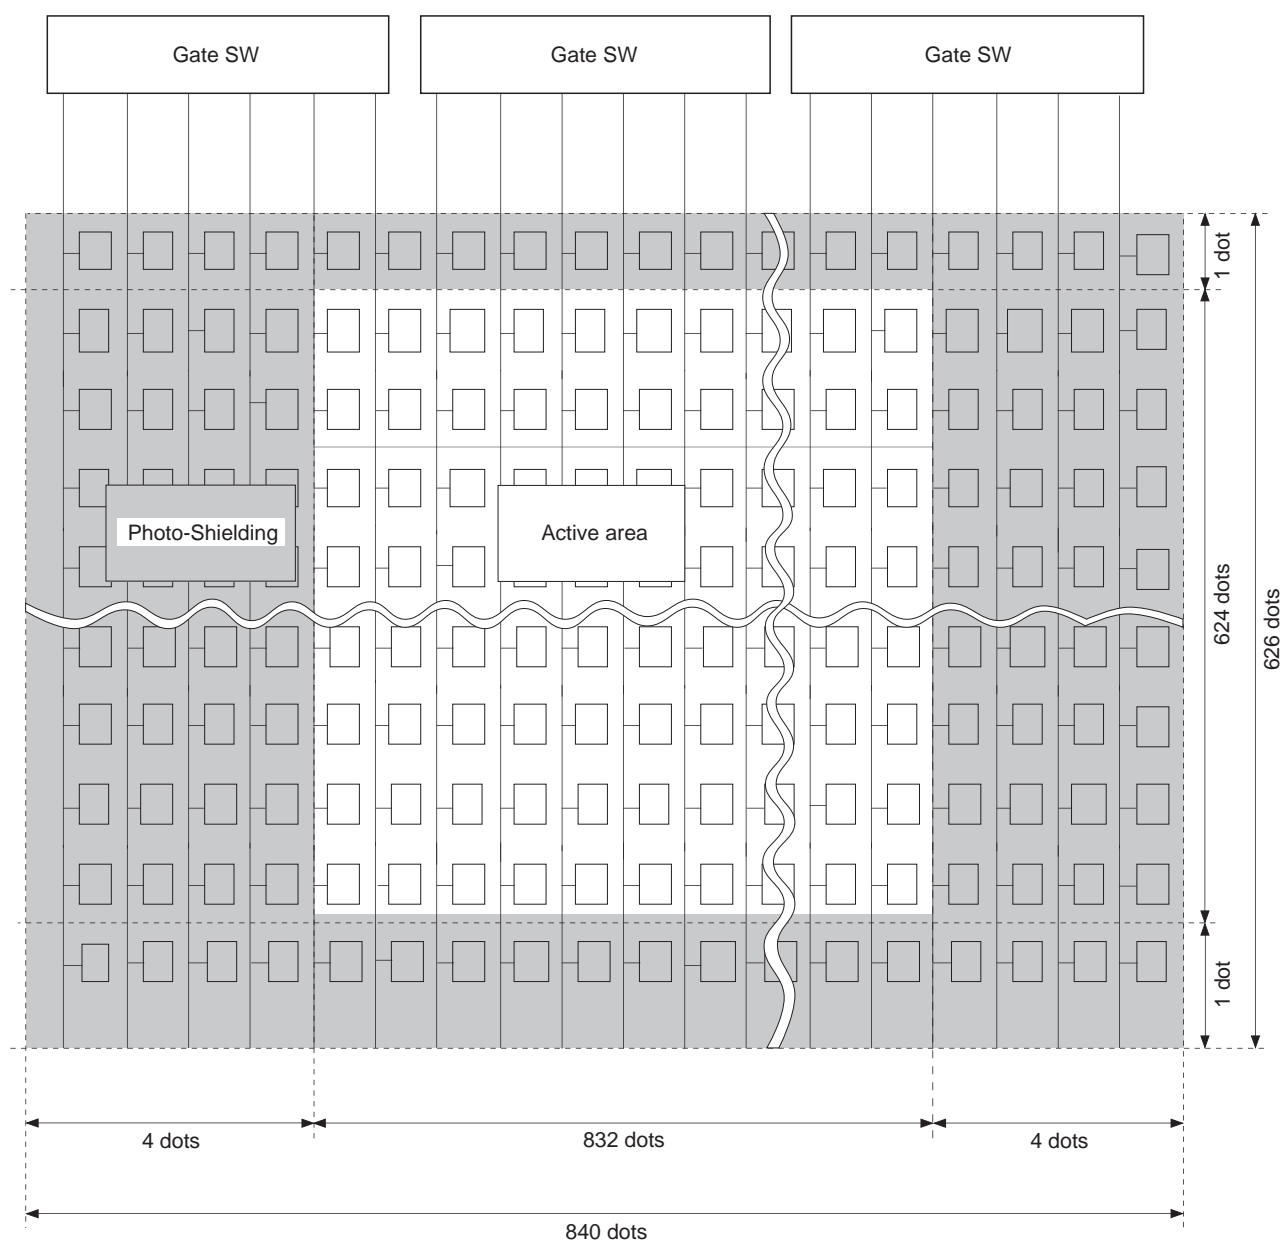 Gate SW
Gate SW
Gate SW
1 dot
Photo-Shielding
Active area
624 dots
626 dots
1 dot
4 dots
832 dots
4 dots
840 dots